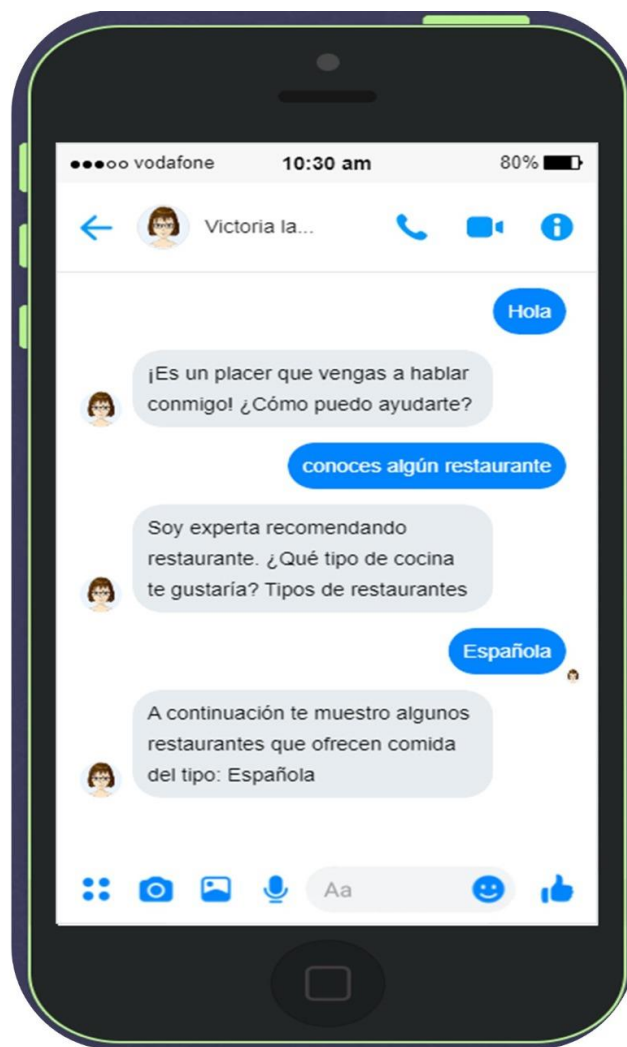 vodafone 10:30 am 80%
Victoria la...
Hola
¡Es un placer que vengas a hablar
conmigo! ¿Cómo puedo ayudarte?
conoces algún restaurante
Soy experta recomendando
restaurante. ¿Qué tipo de cocina
te gustaría? Tipos de restaurantes
Española
A continuación te muestro algunos
restaurantes que ofrecen comida
del tipo: Española
Aa